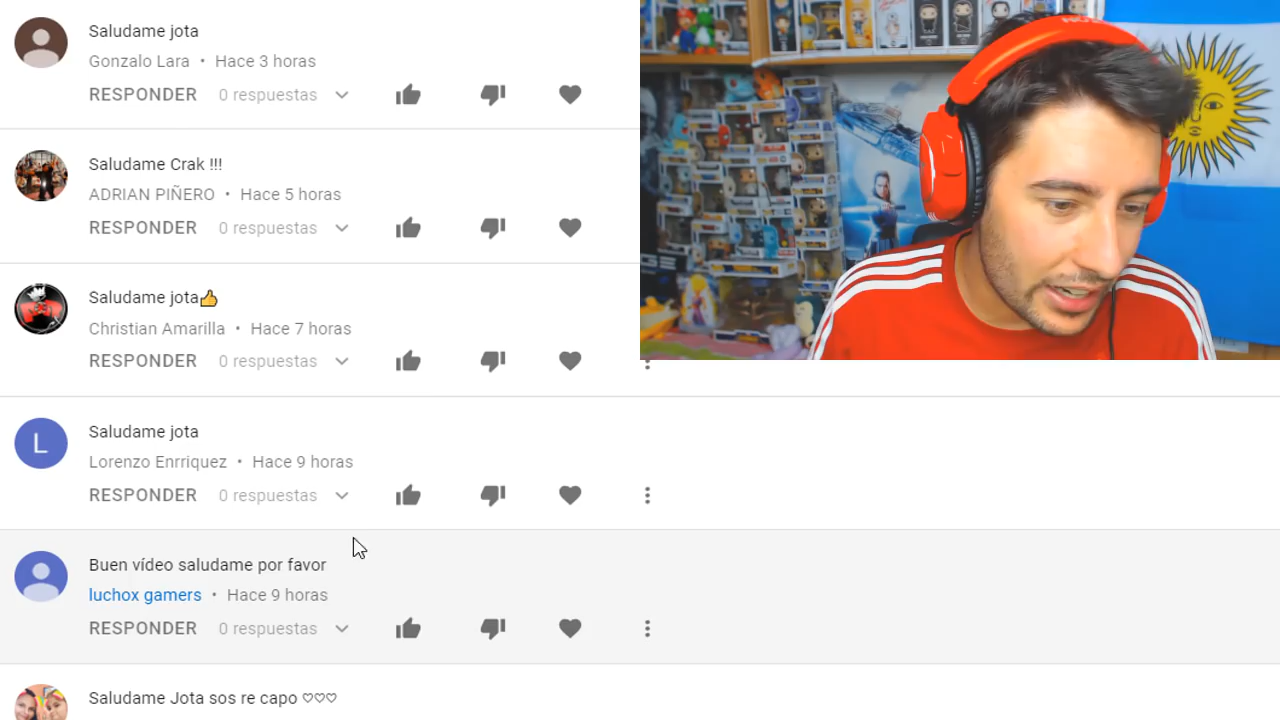 Saludame jota
Gonzalo Lara • Hace 3 horas
RESPONDER 0 respuestas
Saludame Crak !!!
ADRIAN PIÑERO • Hace 5 horas
RESPONDER 0 respuestas
Saludame jota👍
Christian Amarilla • Hace 7 horas
RESPONDER 0 respuestas
L
Saludame jota
Lorenzo Enrriquez • Hace 9 horas
RESPONDER 0 respuestas
Buen vídeo saludame por favor
luchox gamers • Hace 9 horas
RESPONDER 0 respuestas
Saludame Jota sos re capo ♡♡♡